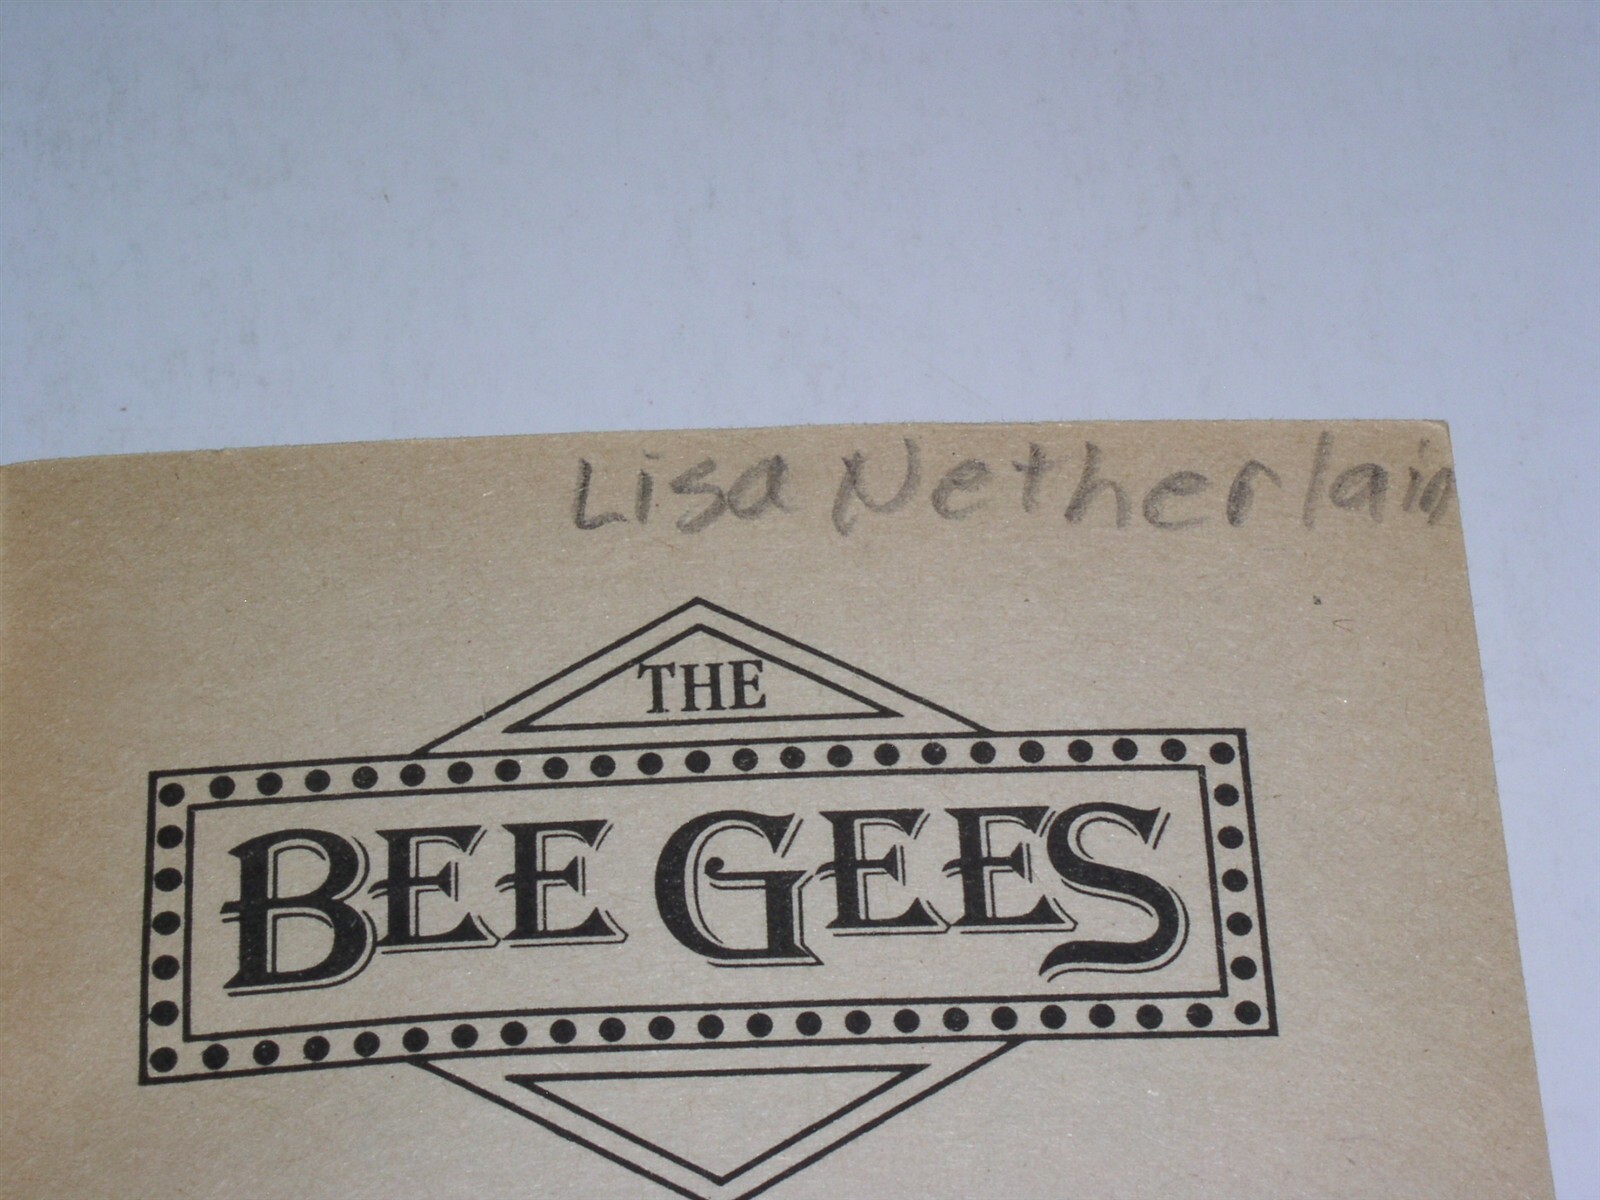 Lisa Netherlain
THE
BEE GEES